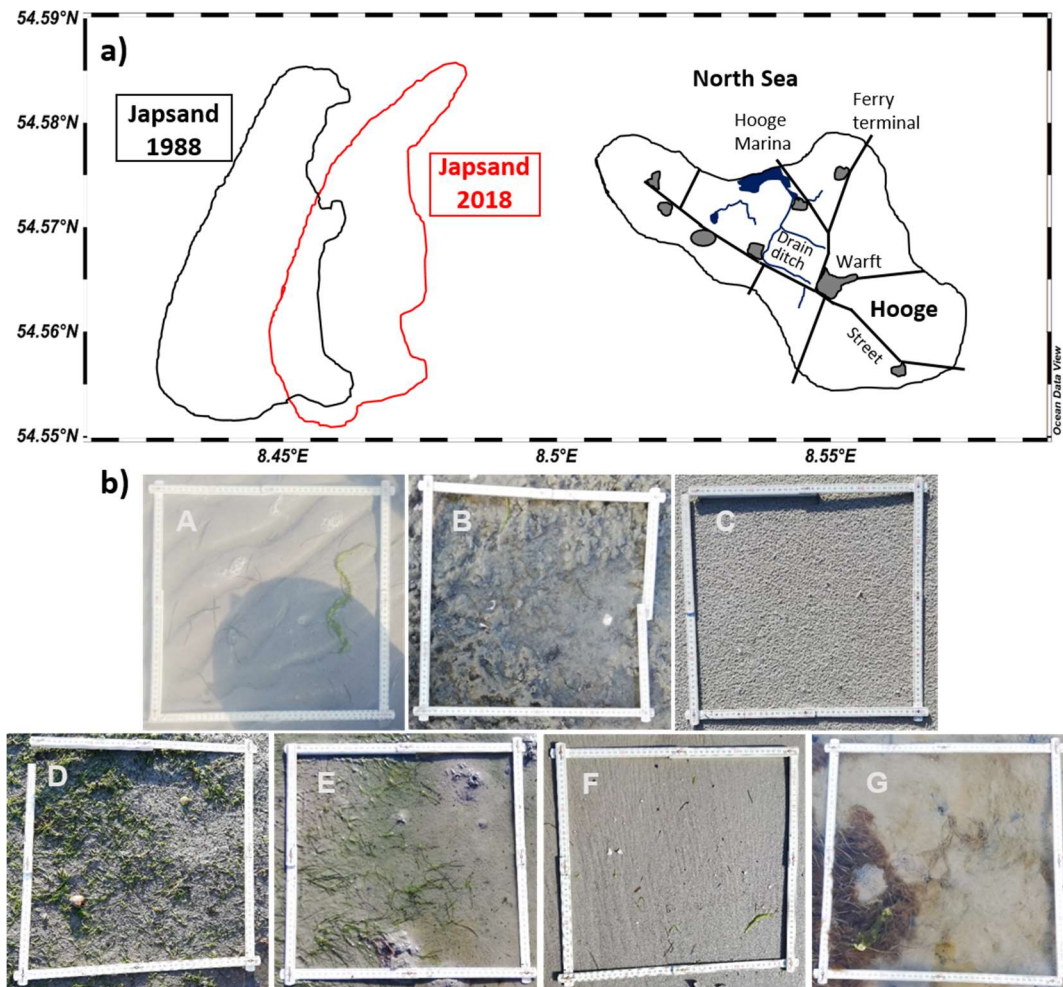 54.59°N
a)
North Sea
Japsand
1988
Hooge
Marina
Ferry
terminal
54.58°N
Japsand
2018
54.57°N
Drain
ditch
Warft
54.56°N
Hooge
Street
54.55°N
8.45°E
8.5°E
8.55°E
Ocean Data View
b)
A
B
C
D
E
F
G